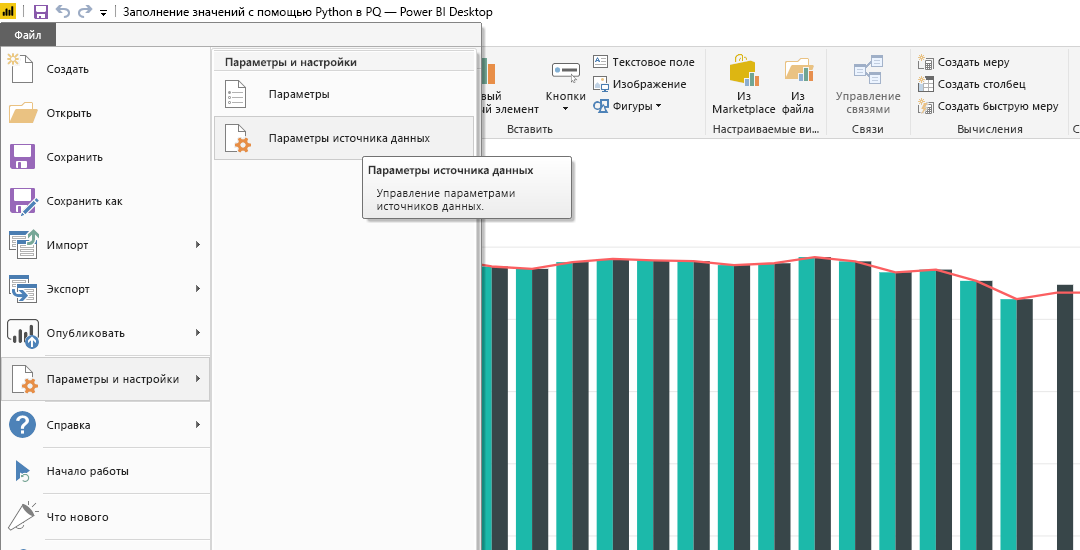 Заполнение значений с помощью Python в PQ — Power BI Desktop
Файл
Создать
Открыть
Сохранить
Сохранить как
Импорт
Экспорт
Опубликовать
Параметры и настройки
Справка
Начало работы
Что нового
Параметры и настройки
Параметры
Параметры источника данных
Параметры источника данных
Управление параметрами
источников данных.
Кнопки
Текстовое поле
Изображение
Фигуры
Вставить
Из
Marketplace
Из
файла
Настраиваемые ви...
Управление
связями
Связи
Создать меру
Создать столбец
Создать быструю меру
Вычисления